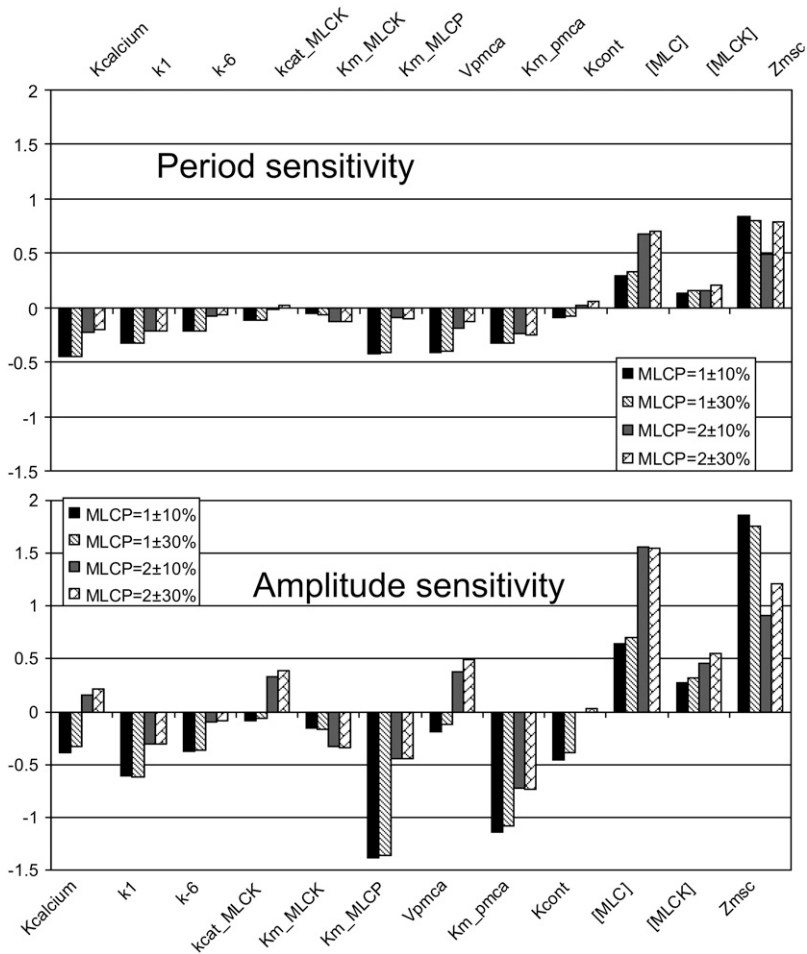 Kcalcium
k1
k-6
kcat_MLCK
Km_MLCK
Km_MLCP
Vpmca
Km_pmca
Kcont
[MLC]
[MLCK]
Zmsc
2
1.5
1
0.5
0
-0.5
-1
-1.5
Period sensitivity
MLCP=1±10%
MLCP=1±30%
MLCP=2±10%
MLCP=2±30%
2
1.5
1
0.5
0
-0.5
-1
-1.5
MLCP=1±10%
MLCP=1±30%
MLCP=2±10%
MLCP=2±30%
Amplitude sensitivity
Kcalcium
k1
k-6
kcat_MLCK
Km_MLCK
Km_MLCP
Vpmca
Km_pmca
Kcont
[MLC]
[MLCK]
Zmsc